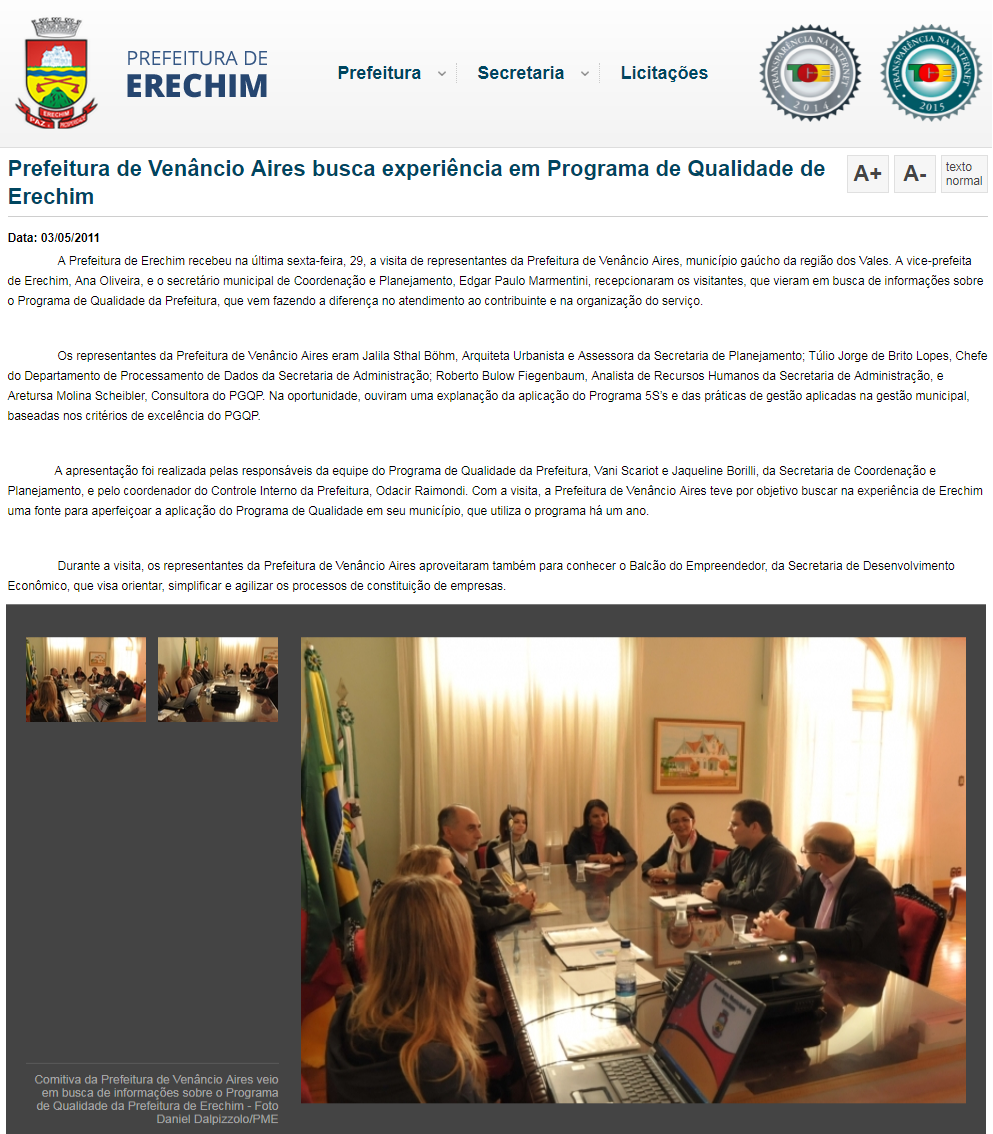 PREFEITURA DE
ERECHIM
PAZ
ERECHIM
Prefeitura
Secretaria
Licitações
TRANSPARÊNCIA NA INTERNET
TCE
2014
TRANSPARÊNCIA NA INTERNET
TCE
2015
Prefeitura de Venâncio Aires busca experiência em Programa de Qualidade de
Erechim
A+
A-
texto
normal
Data: 03/05/2011
A Prefeitura de Erechim recebeu na última sexta-feira, 29, a visita de representantes da Prefeitura de Venâncio Aires, município gaúcho da região dos Vales. A vice-prefeita
de Erechim, Ana Oliveira, e o secretário municipal de Coordenação e Planejamento, Edgar Paulo Marmentini, recepcionaram os visitantes, que vieram em busca de informações sobre
o Programa de Qualidade da Prefeitura, que vem fazendo a diferença no atendimento ao contribuinte e na organização do serviço.
Os representantes da Prefeitura de Venâncio Aires eram Jalila Sthal Böhm, Arquiteta Urbanista e Assessora da Secretaria de Planejamento; Túlio Jorge de Brito Lopes, Chefe
do Departamento de Processamento de Dados da Secretaria de Administração; Roberto Bulow Fiegenbaum, Analista de Recursos Humanos da Secretaria de Administração, e
Aretursa Molina Scheibler, Consultora do PGQP. Na oportunidade, ouviram uma explanação da aplicação do Programa 5S's e das práticas de gestão aplicadas na gestão municipal,
baseadas nos critérios de excelência do PGQP.
A apresentação foi realizada pelas responsáveis da equipe do Programa de Qualidade da Prefeitura, Vani Scariot e Jaqueline Borilli, da Secretaria de Coordenação e
Planejamento, e pelo coordenador do Controle Interno da Prefeitura, Odacir Raimondi. Com a visita, a Prefeitura de Venâncio Aires teve por objetivo buscar na experiência de Erechim
uma fonte para aperfeiçoar a aplicação do Programa de Qualidade em seu município, que utiliza o programa há um ano.
Durante a visita, os representantes da Prefeitura de Venâncio Aires aproveitaram também para conhecer o Balcão do Empreendedor, da Secretaria de Desenvolvimento
Econômico, que visa orientar, simplificar e agilizar os processos de constituição de empresas.
EPSON
Comitiva da Prefeitura de Venâncio Aires veio
em busca de informações sobre o Programa
de Qualidade da Prefeitura de Erechim - Foto
Daniel Dalpizzolo/PME